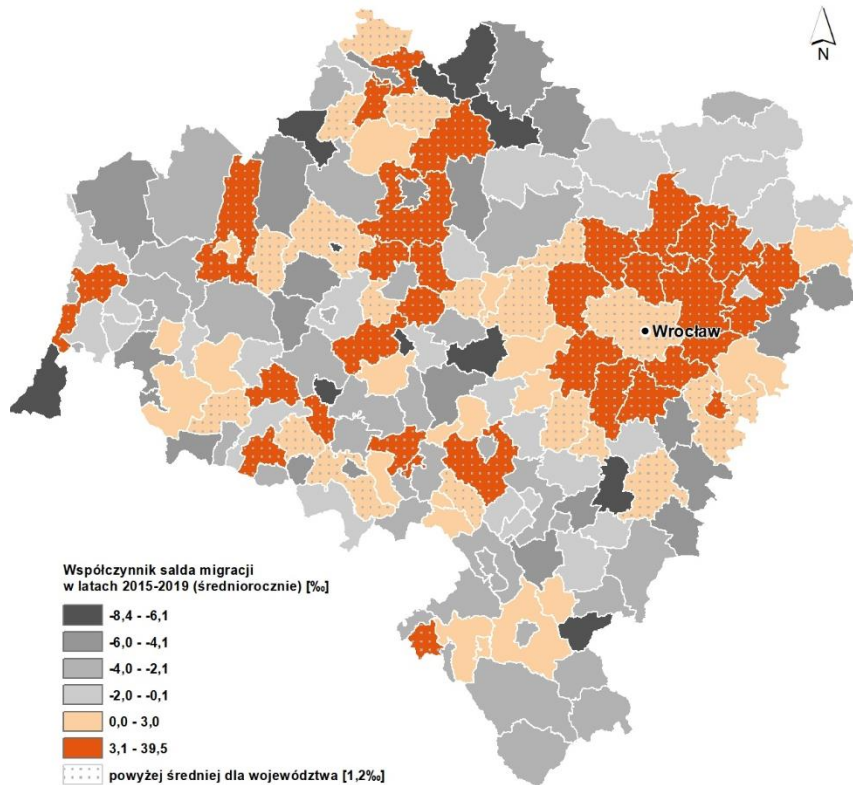 N
Wrocław
Współczynnik salda migracji
w latach 2015-2019 (średniorocznie) [‰]
-8,4 - -6,1
-6,0 - -4,1
-4,0 - -2,1
-2,0 - -0,1
0,0 - 3,0
3,1 - 39,5
powyżej średniej dla województwa [1,2‰]